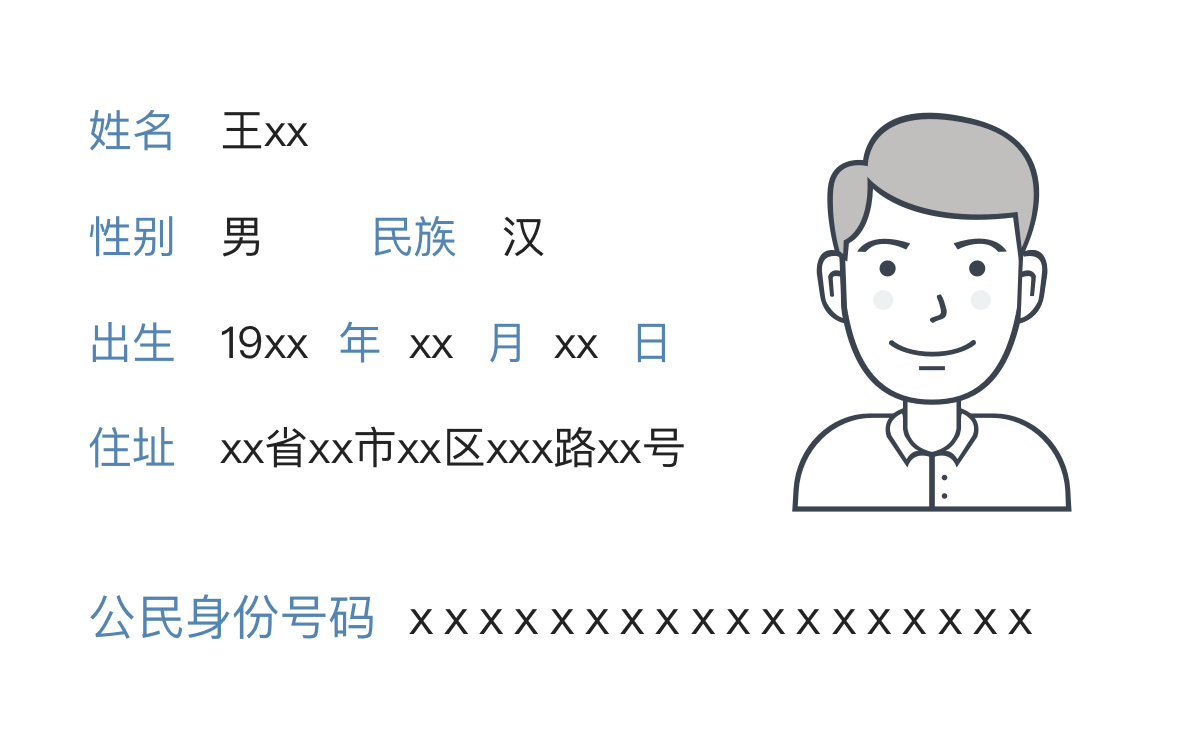 姓名 王xx
性别 男 民族 汉
出生 19xx 年 xx 月 xx 日
住址 xx省xx市xx区xxx路xx号
公民身份号码 x x x x x x x x x x x x x x x x x x